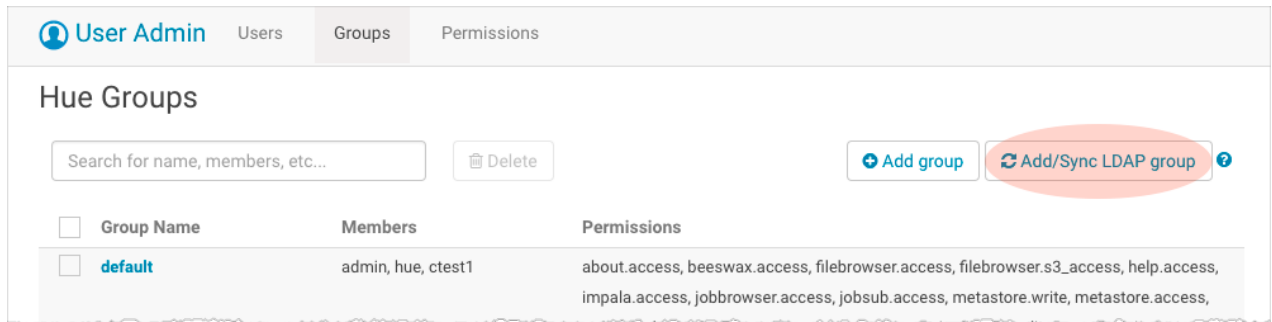 User Admin Users Groups Permissions
Hue Groups
Search for name, members, etc... Delete Add group Add/Sync LDAP group ?
Group Name Members Permissions
default admin, hue, ctest1 about.access, beeswax.access, filebrowser.access, filebrowser.s3_access, help.access,
impala.access, jobbrowser.access, jobsub.access, metastore.write, metastore.access,